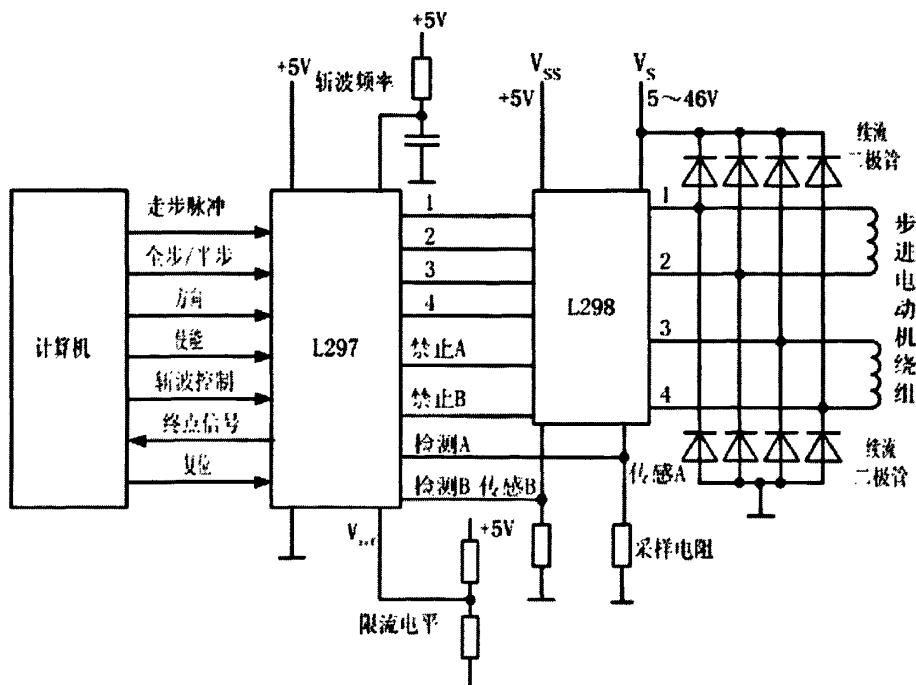 +5V
+5V
斩波频率
V_SS
+5V
V_S
5～46V
续流
二极管
走步脉冲
全步/半步
方向
使能
斩波控制
终点信号
复位
计算机
L297
1
2
3
4
禁止A
禁止B
检测A
检测B
传感B
L298
1
2
3
4
步进电动机绕组
传感A
续流
二极管
V_ref
+5V
采样电阻
限流电平